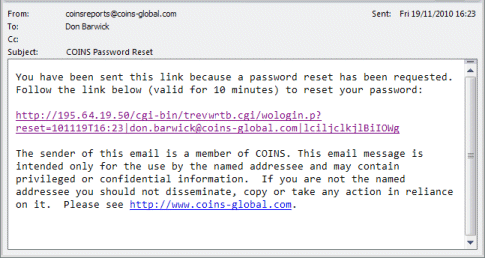 From: coinsreports@coins-global.com Sent: Fri 19/11/2010 16:23
To: Don Barwick
Cc:
Subject: COINS Password Reset
You have been sent this link because a password reset has been requested.
Follow the link below (valid for 10 minutes) to reset your password:
http://195.64.19.50/cgi-bin/trevwrtb.cgi/wologin.p?
reset=101119T16:23|don.barwick@coins-global.com|lciljclkjlBiIOWg
The sender of this email is a member of COINS. This email message is
intended only for the use by the named addressee and may contain
privileged or confidential information.  If you are not the named
addressee you should not disseminate, copy or take any action in reliance
on it.  Please see http://www.coins-global.com.